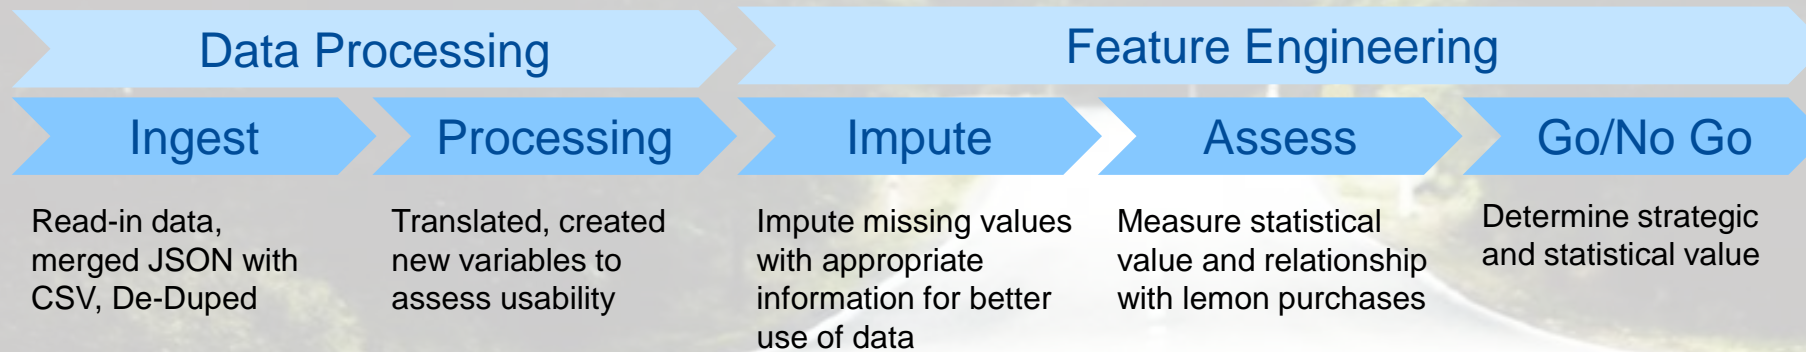 Data Processing
Feature Engineering
Ingest
Processing
Impute
Assess
Go/No Go
Read-in data,
merged JSON with
CSV, De-Duped
Translated, created
new variables to
assess usability
Impute missing values
with appropriate
information for better
use of data
Measure statistical
value and relationship
with lemon purchases
Determine strategic
and statistical value